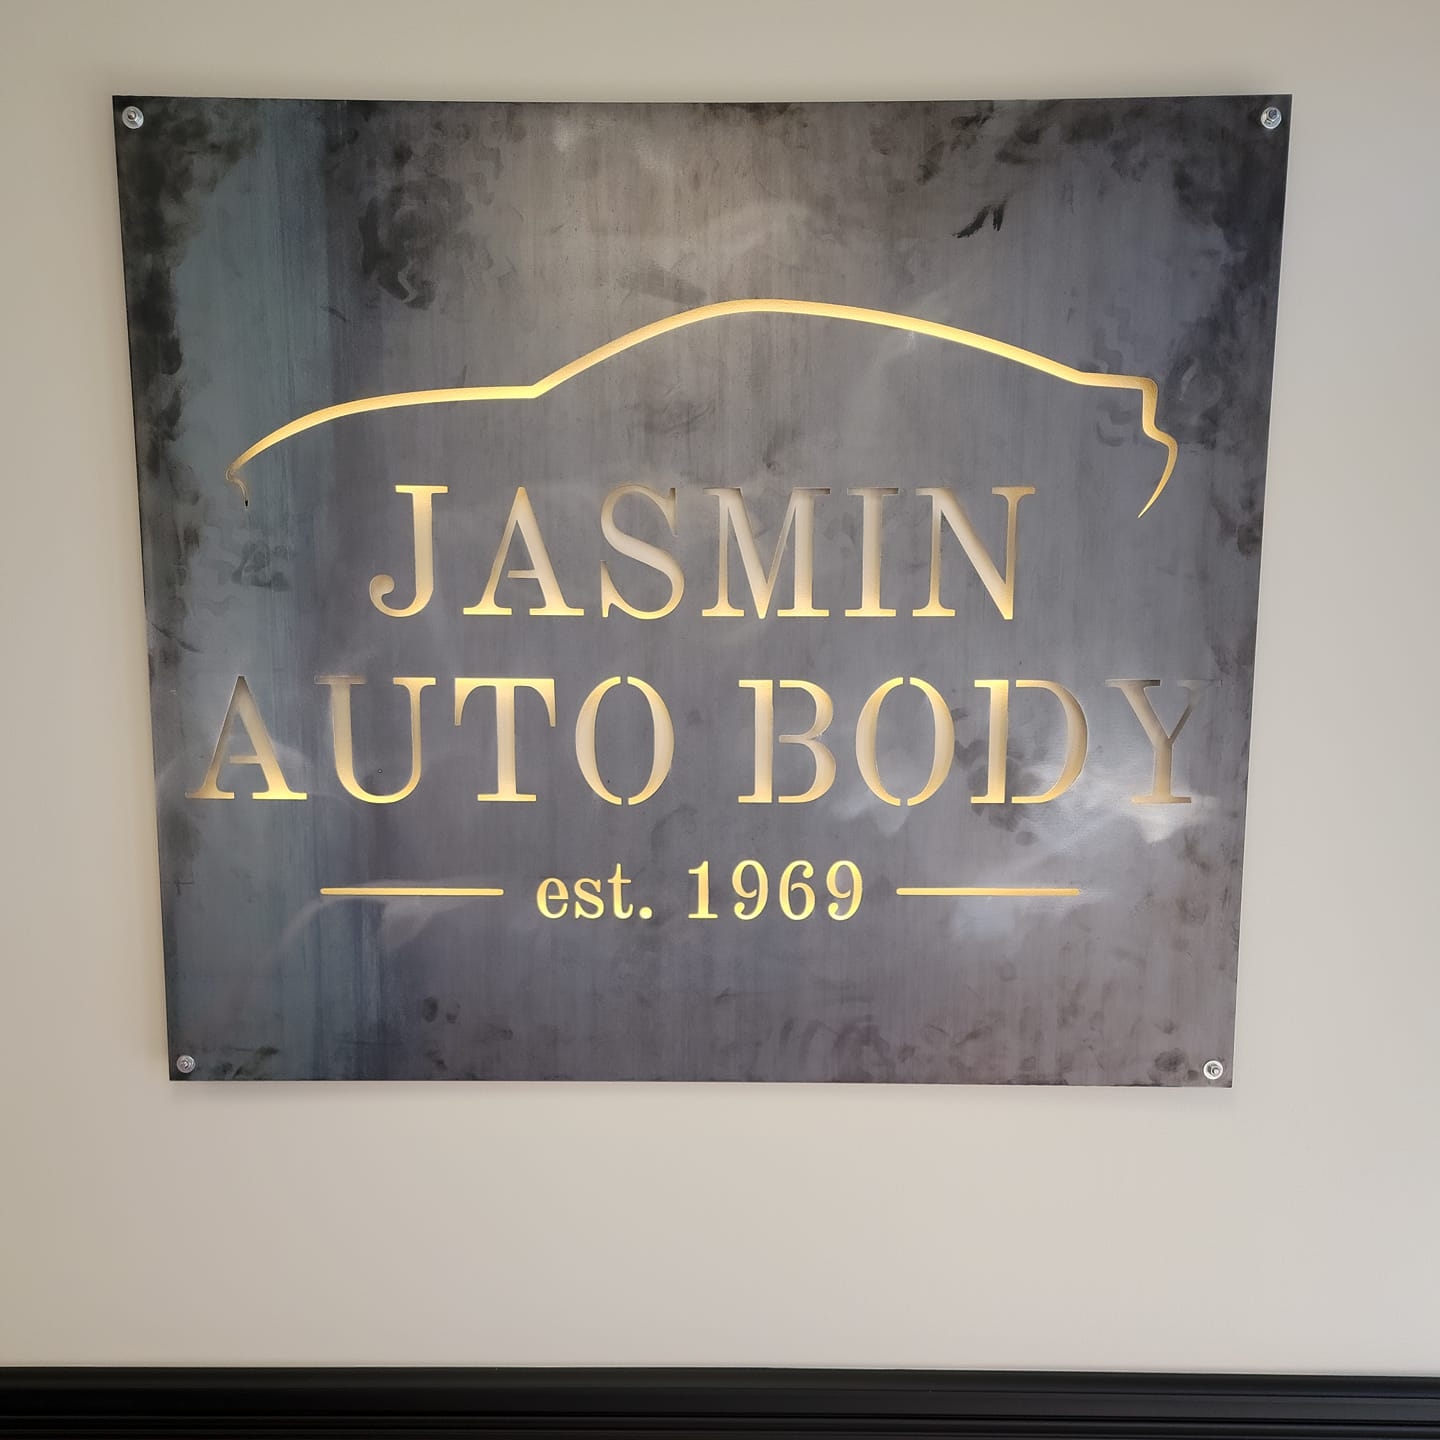 JASMIN
AUTO BODY
est. 1969